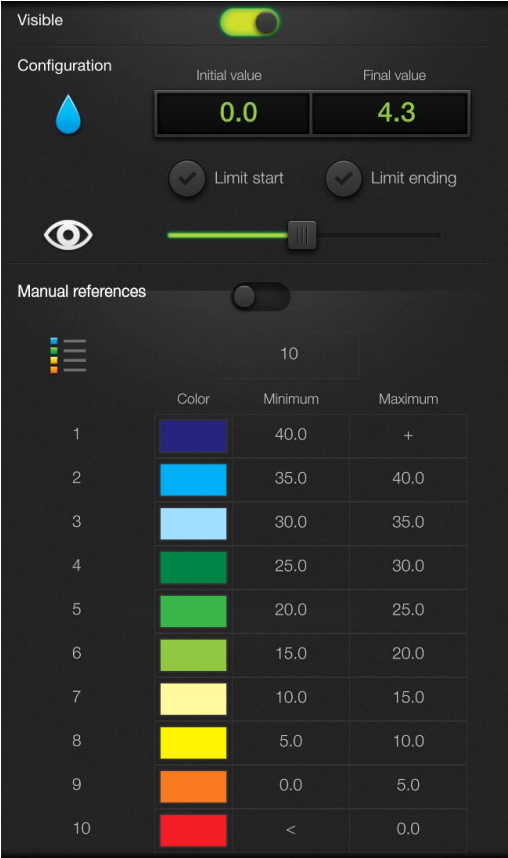 Visible
Configuration
Initial value Final value
0.0 4.3
Limit start Limit ending
Manual references
10
Color Minimum Maximum
1 40.0 +
2 35.0 40.0
3 30.0 35.0
4 25.0 30.0
5 20.0 25.0
6 15.0 20.0
7 10.0 15.0
8 5.0 10.0
9 0.0 5.0
10 < 0.0